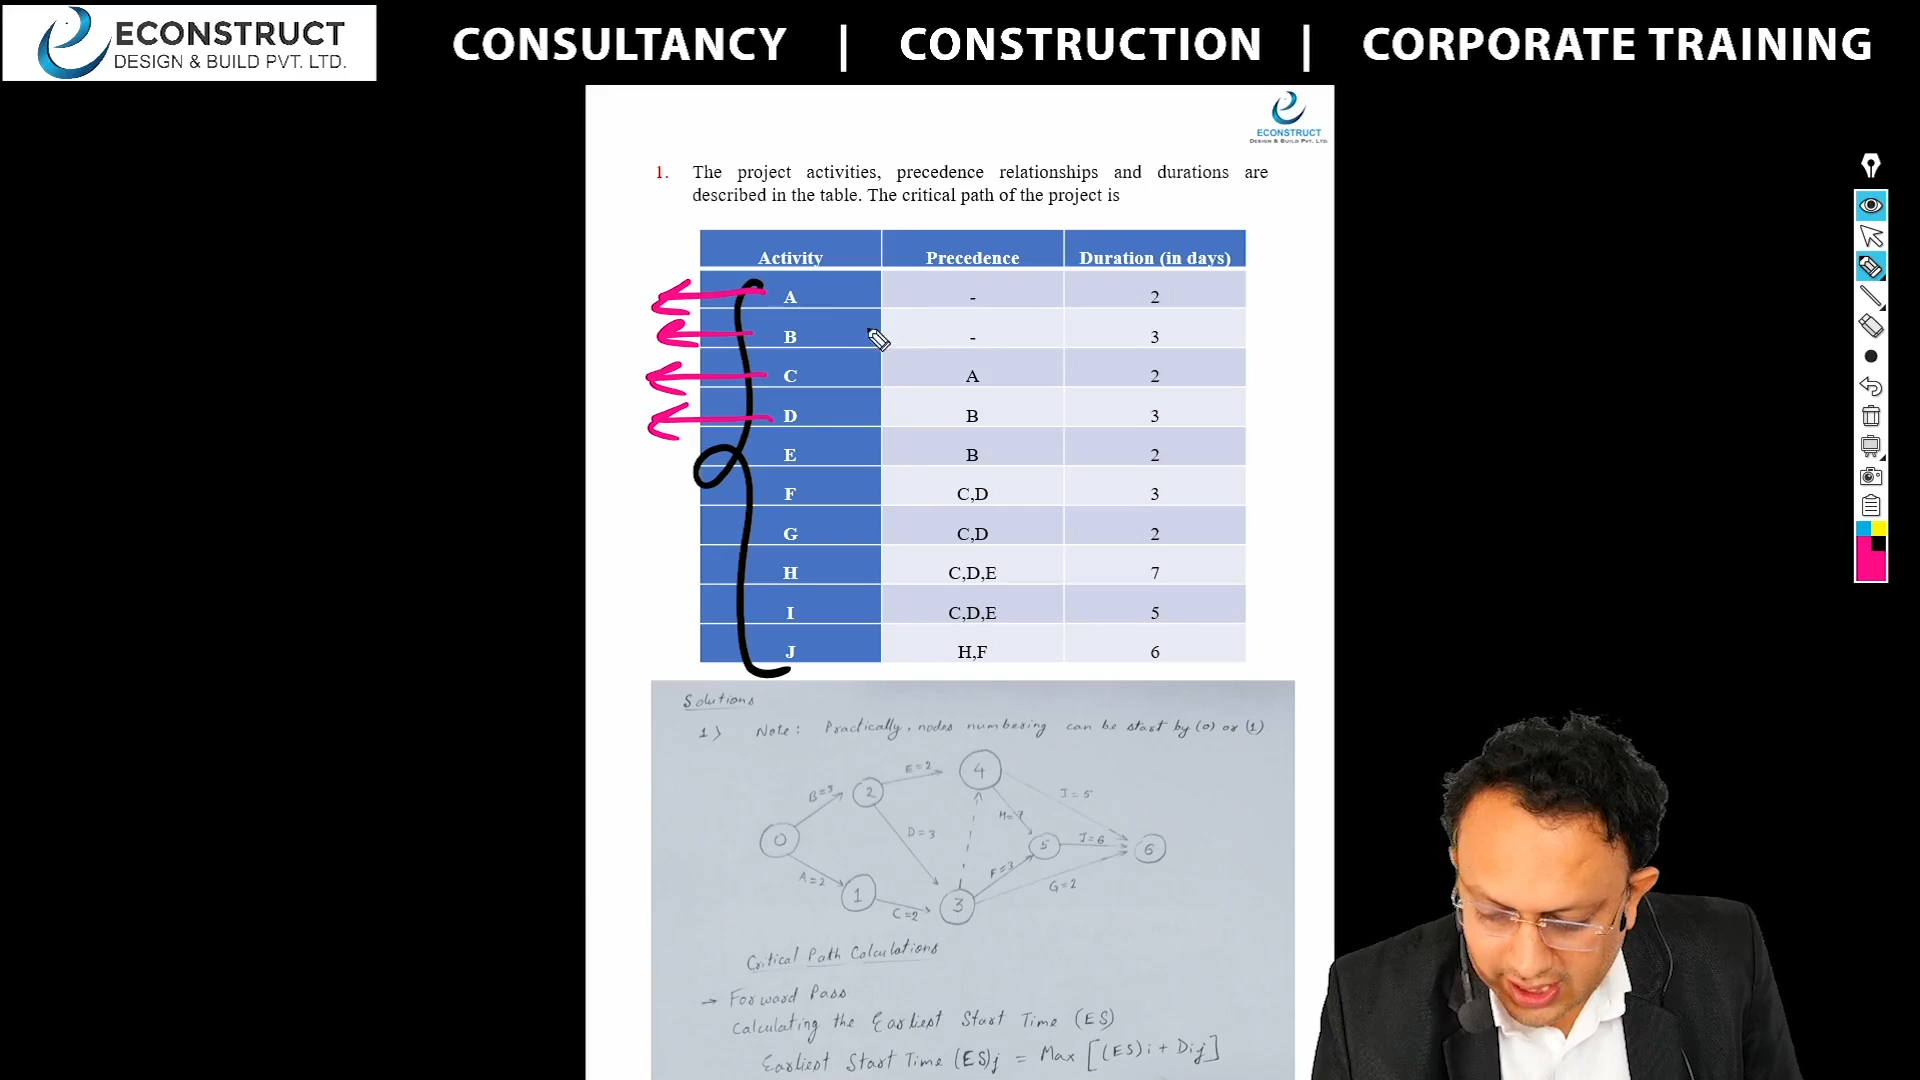 ECONSTRUCT
DESIGN & BUILD PVT. LTD.
CONSULTANCY | CONSTRUCTION | CORPORATE TRAINING
ECONSTRUCT
DESIGN & BUILD PVT. LTD.
1. The project activities, precedence relationships and durations are
described in the table. The critical path of the project is
Activity Precedence Duration (in days)
A - 2
B - 3
C A 2
D B 3
E B 2
F C,D 3
G C,D 2
H C,D,E 7
I C,D,E 5
J H,F 6
Solutions
1) Note: Practically, nodes numbering can be start by (0) or (1)
E=2
4
B=3
2
I=5
D=3
H=7
0
J=6
5
6
A=2
F=3
G=2
1
C=2
3
Critical Path Calculations
→ Forward Pass
Calculating the Earliest Start Time (ES)
Earliest Start Time (ES)j = Max [(ES)i + Dij]